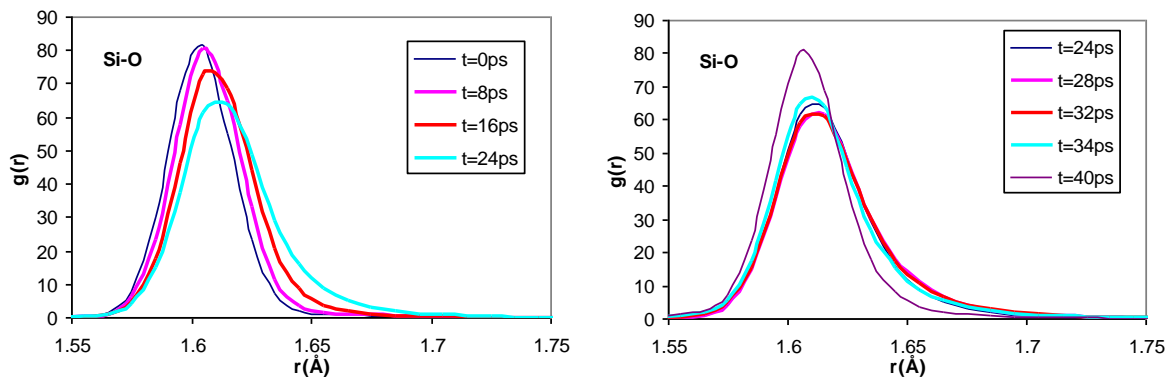 90
80
70
60
50
40
30
20
10
0
g(r)
Si-O
t=0ps
t=8ps
t=16ps
t=24ps
1.55 1.6 1.65 1.7 1.75
r(Å)
90
80
70
60
50
40
30
20
10
0
g(r)
Si-O
t=24ps
t=28ps
t=32ps
t=34ps
t=40ps
1.55 1.6 1.65 1.7 1.75
r(Å)